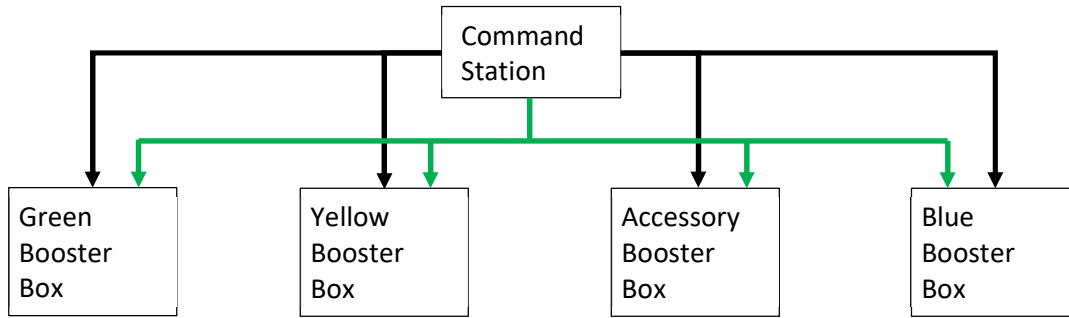 Command
Station
Green
Booster
Box
Yellow
Booster
Box
Accessory
Booster
Box
Blue
Booster
Box